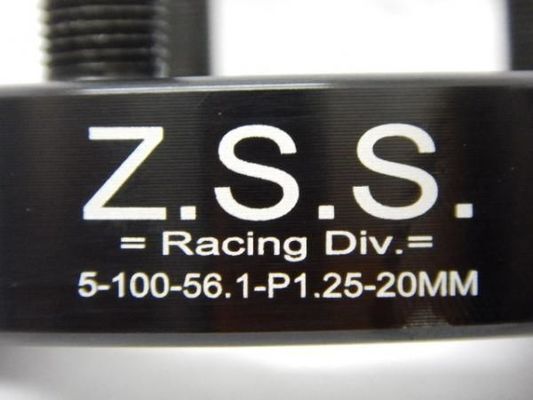 Z.S.S.
= Racing Div.=
5-100-56.1-P1.25-20MM